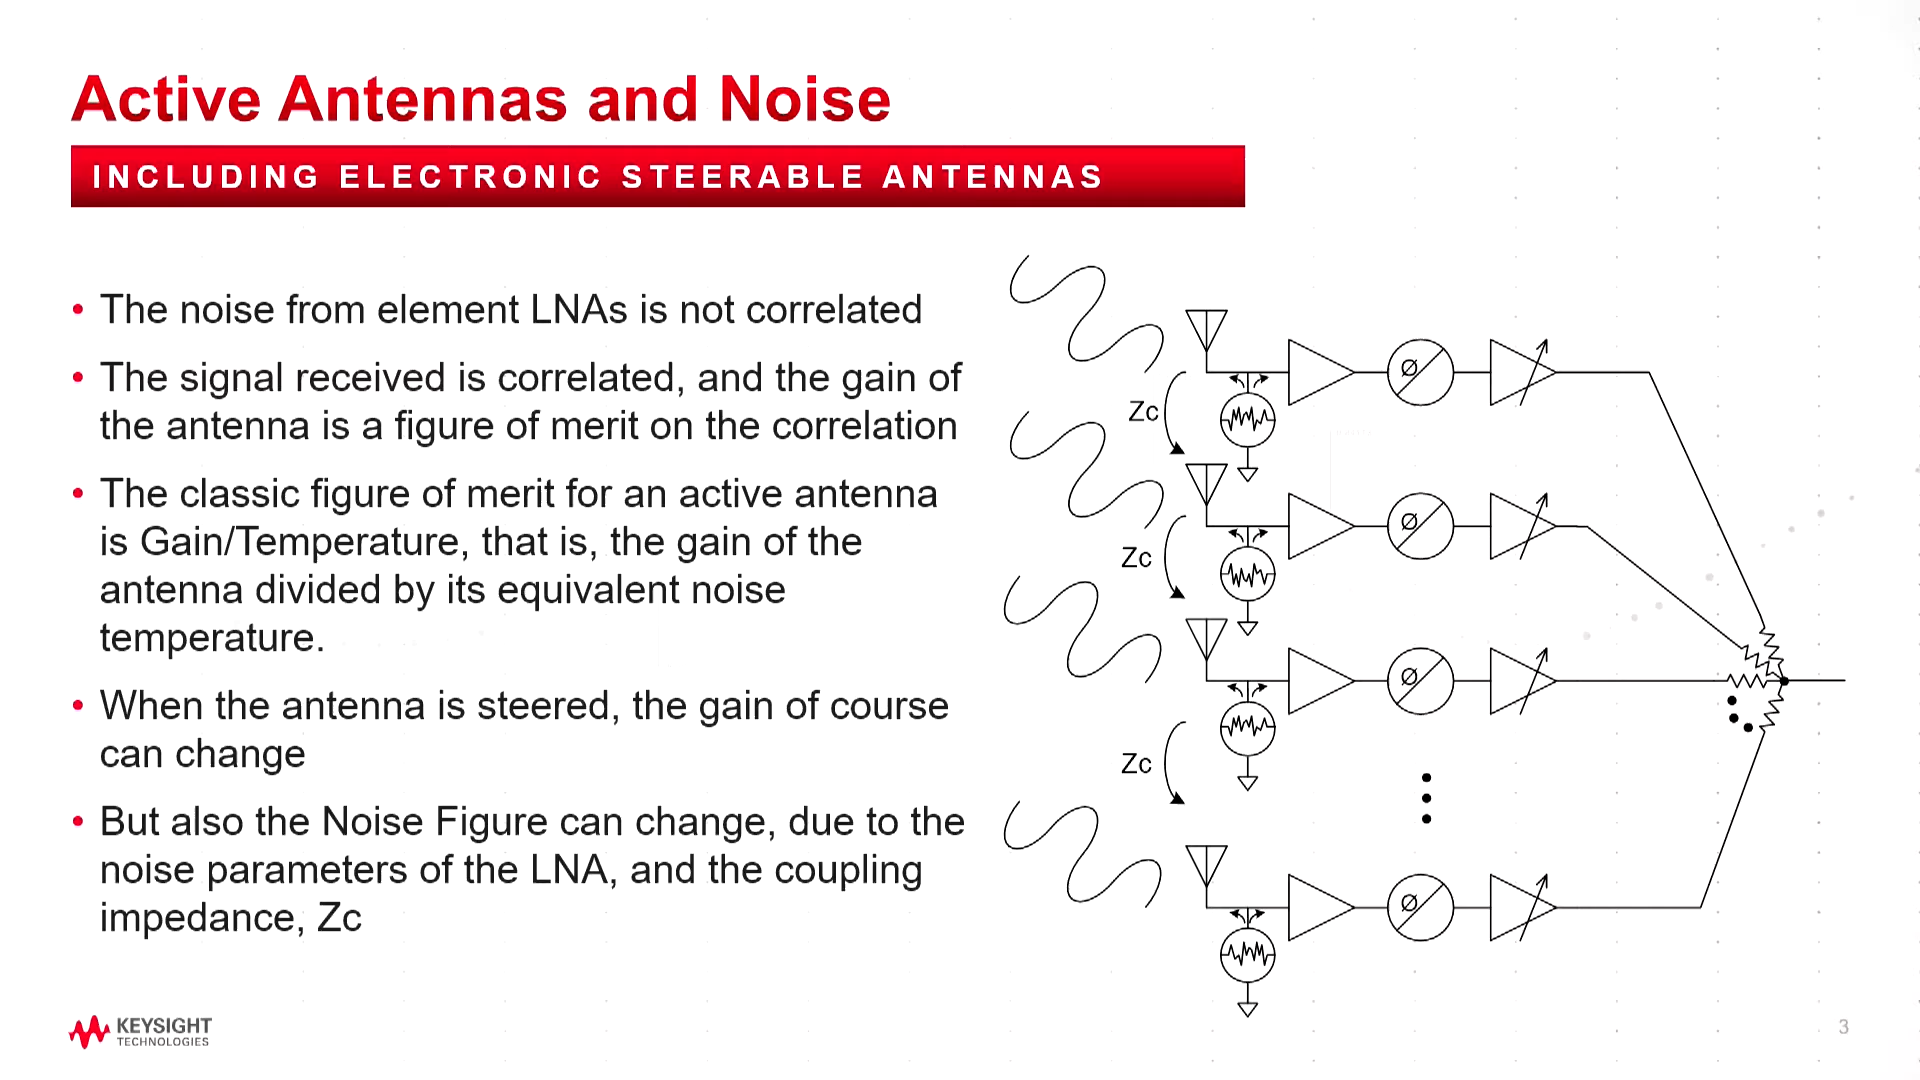 Active Antennas and Noise
INCLUDING ELECTRONIC STEERABLE ANTENNAS
• The noise from element LNAs is not correlated
• The signal received is correlated, and the gain of
the antenna is a figure of merit on the correlation
• The classic figure of merit for an active antenna
is Gain/Temperature, that is, the gain of the
antenna divided by its equivalent noise
temperature.
• When the antenna is steered, the gain of course
can change
• But also the Noise Figure can change, due to the
noise parameters of the LNA, and the coupling
impedance, Zc
Zc
Ø
Zc
Ø
Zc
Ø
Ø
KEYSIGHT
TECHNOLOGIES
3